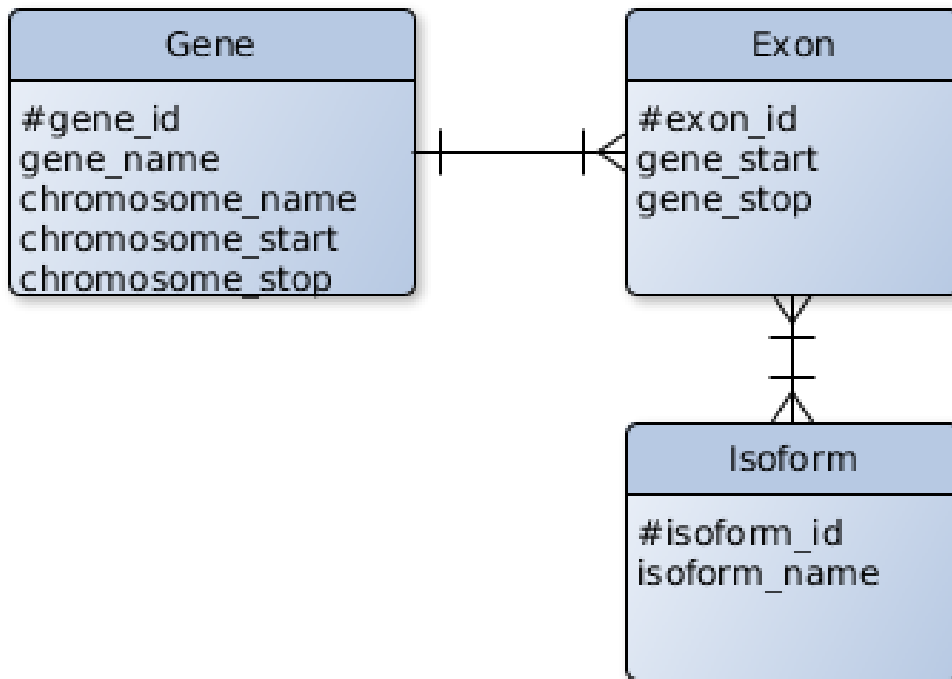 Gene
#gene_id
gene_name
chromosome_name
chromosome_start
chromosome_stop
Exon
#exon_id
gene_start
gene_stop
Isoform
#isoform_id
isoform_name